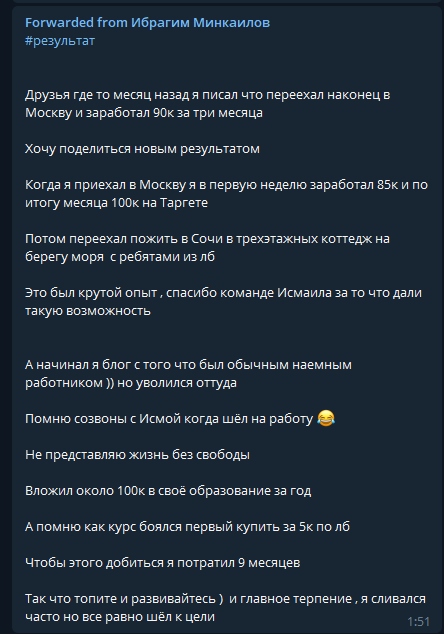 Forwarded from Ибрагим Минкаилов
#результат
Друзья где то месяц назад я писал что переехал наконец в
Москву и заработал 90к за три месяца
Хочу поделиться новым результатом
Когда я приехал в Москву я в первую неделю заработал 85к и по
итогу месяца 100к на Таргете
Потом переехал пожить в Сочи в трехэтажных коттедж на
берегу моря  с ребятами из лб
Это был крутой опыт , спасибо команде Исмаила за то что дали
такую возможность
А начинал я блог с того что был обычным наемным
работником )) но уволился оттуда
Помню созвоны с Исмой когда шёл на работу 😂
Не представляю жизнь без свободы
Вложил около 100к в своё образование за год
А помню как курс боялся первый купить за 5к по лб
Чтобы этого добиться я потратил 9 месяцев
Так что топите и развивайтесь )  и главное терпение , я сливался
часто но все равно шёл к цели
1:51